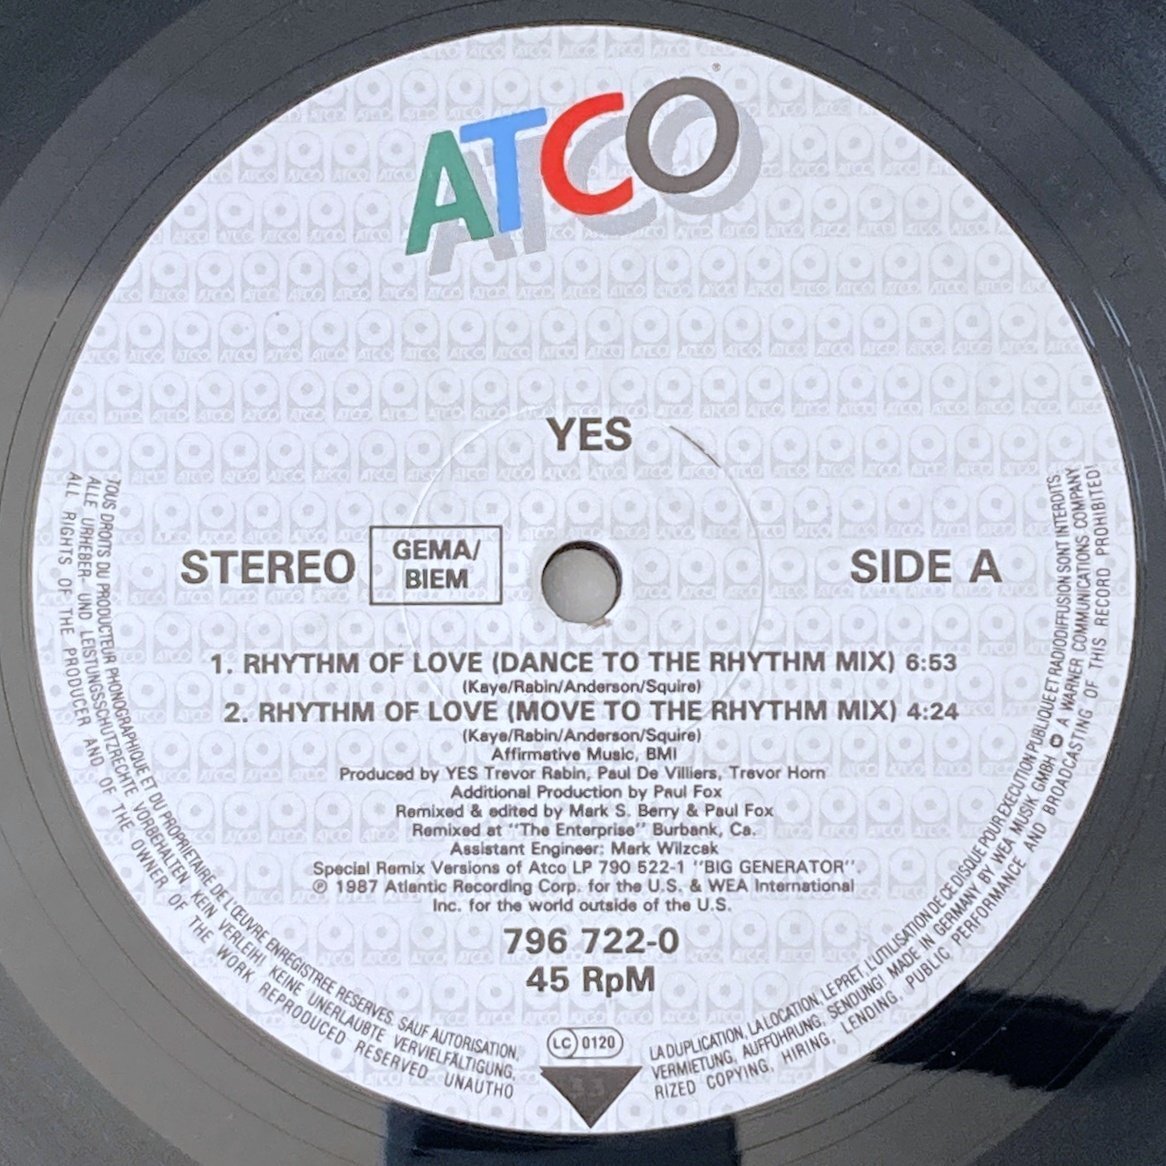 ATCO
®
YES
STEREO
GEMA/
BIEM
SIDE A
1. RHYTHM OF LOVE (DANCE TO THE RHYTHM MIX) 6:53
(Kaye/Rabin/Anderson/Squire)
2. RHYTHM OF LOVE (MOVE TO THE RHYTHM MIX) 4:24
(Kaye/Rabin/Anderson/Squire)
Affirmative Music, BMI
Produced by YES Trevor Rabin, Paul De Villiers, Trevor Horn
Additional Production by Paul Fox
Remixed & edited by Mark S. Berry & Paul Fox
Remixed at "The Enterprise" Burbank, Ca.
Assistant Engineer: Mark Wilzcak
Special Remix Versions of Atco LP 790 522-1 "BIG GENERATOR".
℗ 1987 Atlantic Recording Corp. for the U.S. & WEA International
Inc. for the world outside of the U.S.
796 722-0
45 RpM
LC 0120
33
TOUS DROITS DU PRODUCTEUR PHONOGRAPHIQUE ET DU PROPRIETAIRE DE L'ŒUVRE ENREGISTREE RESERVES. SAUF AUTORISATION, LA DUPLICATION, LA LOCATION, LE PRET, L'UTILISATION DE CE DISQUE POUR EXECUTION PUBLIQUE ET RADIODIFFUSION SONT INTERDITS
ALLE URHEBER- UND LEISTUNGSSCHUTZRECHTE VORBEHALTEN KEIN VERLEIH! KEINE UNERLAUBTE VERVIELFÄLTIGUNG, VERMIETUNG, AUFFÜHRUNG, SENDUNG! MADE IN GERMANY BY WEA MUSIK GMBH A WARNER COMMUNICATIONS COMPANY
ALL RIGHTS OF THE PRODUCER AND OF THE OWNER OF THE WORK REPRODUCED RESERVED UNAUTHORIZED COPYING, HIRING, LENDING, PUBLIC PERFORMANCE AND BROADCASTING OF THIS RECORD PROHIBITED!